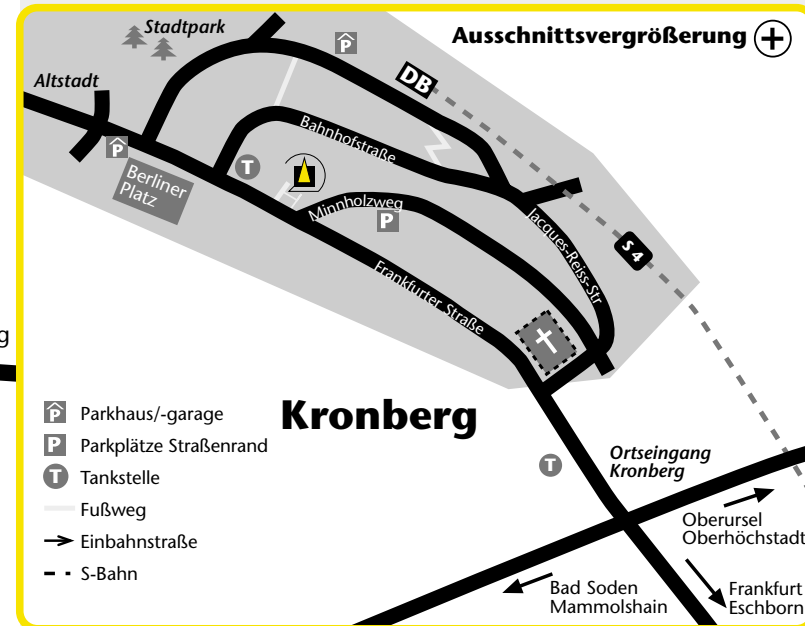 Ausschnittsvergrößerung
Stadtpark
P
DB
Altstadt
P
Bahnhofstraße
T
Berliner
Platz
Minnholzweg
P
Jacques-Reiss-Str
S 4
Frankfurter Straße
g
Kronberg
P Parkhaus/-garage
P Parkplätze Straßenrand
T Tankstelle
Fußweg
Einbahnstraße
S-Bahn
T
Ortseingang
Kronberg
Oberursel
Oberhöchstadt
Bad Soden
Mammolshain
Frankfurt
Eschborn